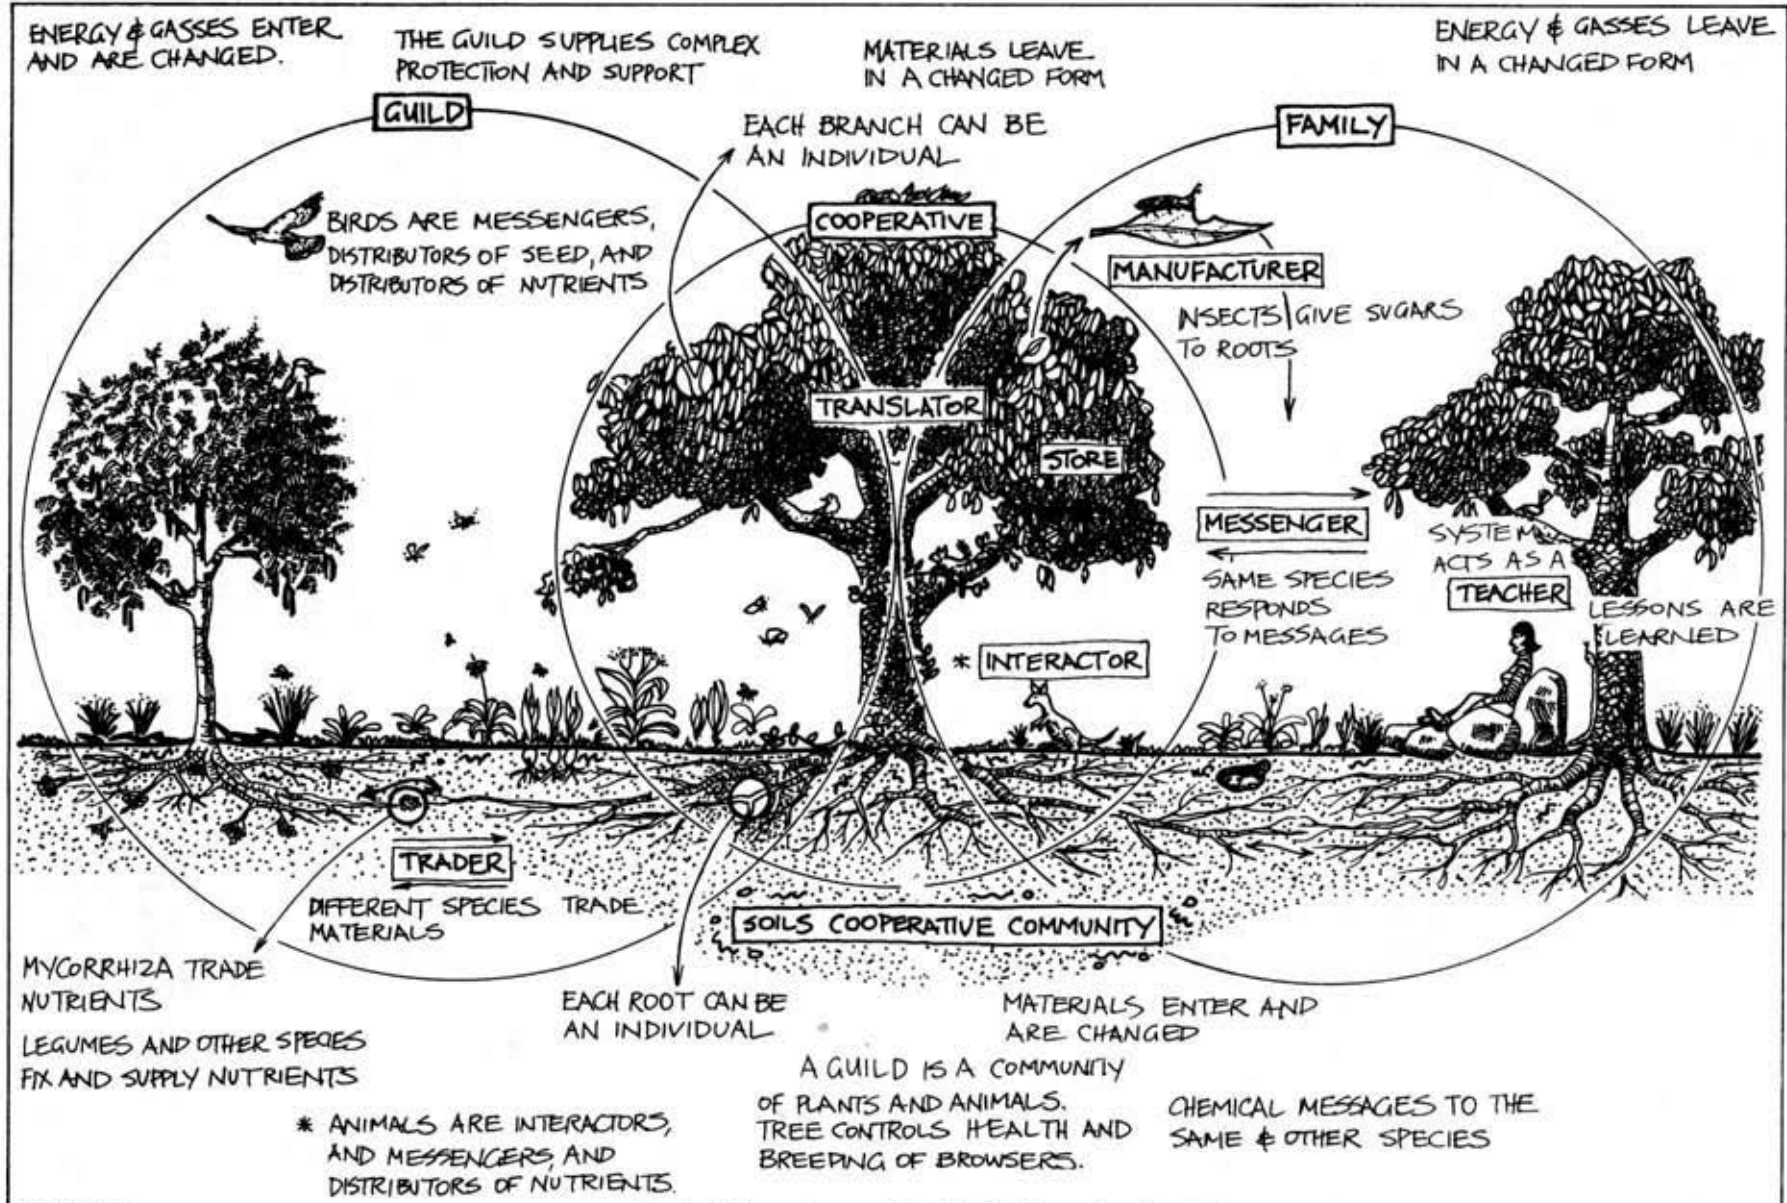 ENERGY & GASSES ENTER
AND ARE CHANGED.
THE GUILD SUPPLIES COMPLEX
PROTECTION AND SUPPORT
MATERIALS LEAVE
IN A CHANGED FORM
ENERGY & GASSES LEAVE
IN A CHANGED FORM
GUILD
EACH BRANCH CAN BE
AN INDIVIDUAL
FAMILY
BIRDS ARE MESSENGERS,
DISTRIBUTORS OF SEED, AND
DISTRIBUTORS OF NUTRIENTS
COOPERATIVE
MANUFACTURER
INSECTS GIVE SUGARS
TO ROOTS
TRANSLATOR
STORE
MESSENGER
SAME SPECIES
RESPONDS
TO MESSAGES
SYSTEM
ACTS AS A
TEACHER
LESSONS ARE
LEARNED
* INTERACTOR
TRADER
DIFFERENT SPECIES TRADE
MATERIALS
SOILS COOPERATIVE COMMUNITY
MYCORRHIZA TRADE
NUTRIENTS
LEGUMES AND OTHER SPECIES
FIX AND SUPPLY NUTRIENTS
EACH ROOT CAN BE
AN INDIVIDUAL
MATERIALS ENTER AND
ARE CHANGED
* ANIMALS ARE INTERACTORS,
AND MESSENGERS, AND
DISTRIBUTORS OF NUTRIENTS.
A GUILD IS A COMMUNITY
OF PLANTS AND ANIMALS.
TREE CONTROLS HEALTH AND
BREEDING OF BROWSERS.
CHEMICAL MESSAGES TO THE
SAME & OTHER SPECIES